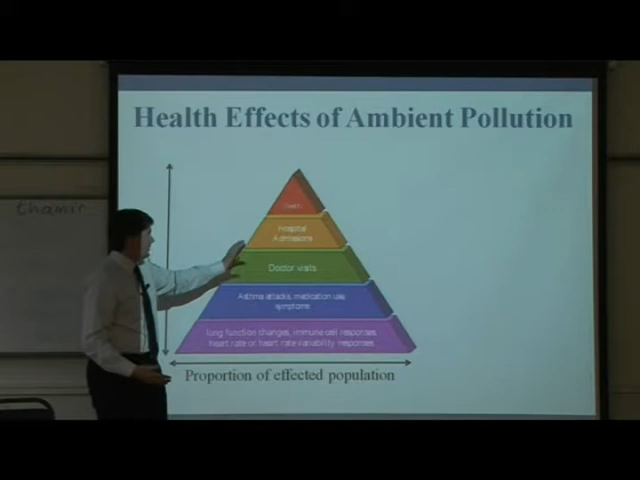 thamir
Health Effects of Ambient Pollution
Hospital
Admissions
Doctor visits
Asthma attacks, medication use,
symptoms
lung function changes, immune cell responses,
heart rate or heart rate variability responses
Proportion of effected population